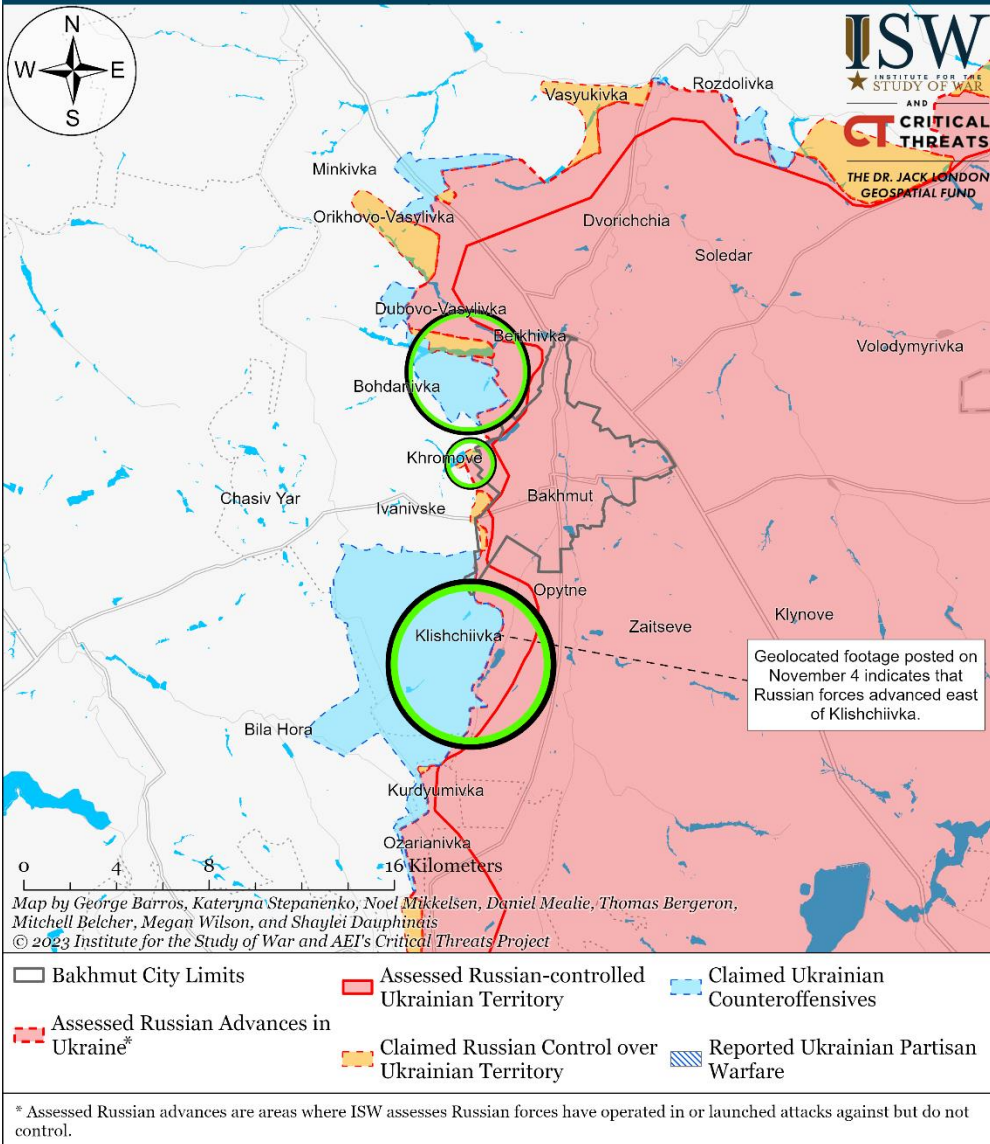 N
W E
S
ISW
INSTITUTE FOR THE
STUDY OF WAR
AND
CT CRITICAL
THREATS
THE DR. JACK LONDON
GEOSPATIAL FUND
Vasyukivka
Rozdolivka
Minkivka
Orikhovo-Vasylivka
Dvorichchia
Soledar
Dubovo-Vasylivka
Berkhivka
Volodymyrivka
Bohdanivka
Khromove
Chasiv Yar
Ivanivske
Bakhmut
Opytne
Klishchiivka
Zaitseve
Klynove
Geolocated footage posted on
November 4 indicates that
Russian forces advanced east
of Klishchiivka.
Bila Hora
Kurdyumivka
Ozarianivka
0 4 8 16 Kilometers
Map by George Barros, Kateryna Stepanenko, Noel Mikkelsen, Daniel Mealie, Thomas Bergeron,
Mitchell Belcher, Megan Wilson, and Shaylei Dauphinais
© 2023 Institute for the Study of War and AEI's Critical Threats Project
Bakhmut City Limits
Assessed Russian Advances in
Ukraine*
Assessed Russian-controlled
Ukrainian Territory
Claimed Russian Control over
Ukrainian Territory
Claimed Ukrainian
Counteroffensives
Reported Ukrainian Partisan
Warfare
* Assessed Russian advances are areas where ISW assesses Russian forces have operated in or launched attacks against but do not
control.